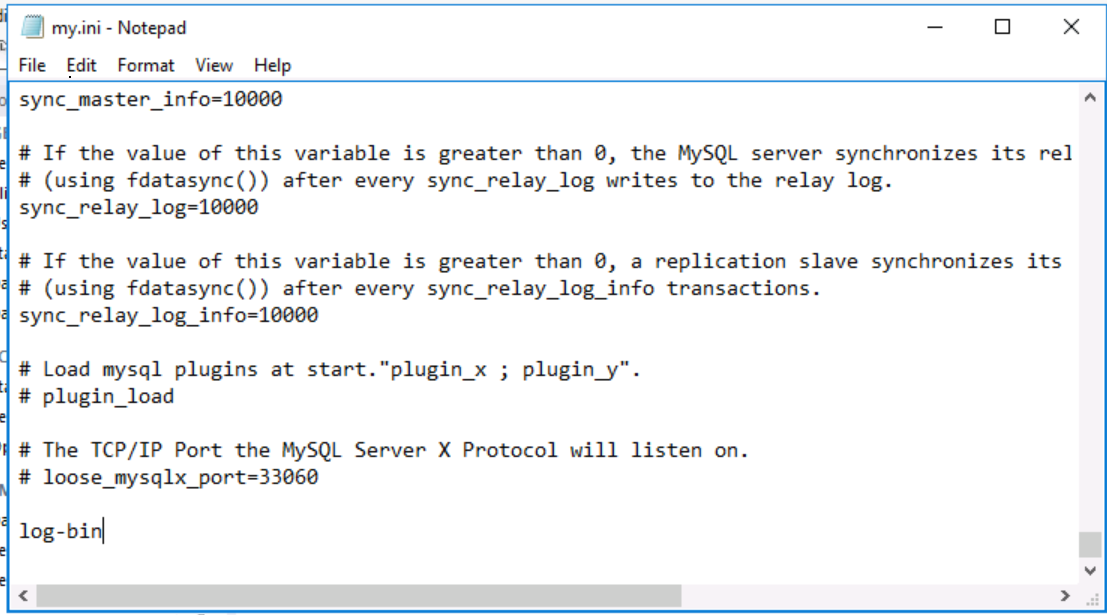 my.ini - Notepad
File Edit Format View Help
sync_master_info=10000
# If the value of this variable is greater than 0, the MySQL server synchronizes its rel
# (using fdatasync()) after every sync_relay_log writes to the relay log.
sync_relay_log=10000
# If the value of this variable is greater than 0, a replication slave synchronizes its
# (using fdatasync()) after every sync_relay_log_info transactions.
sync_relay_log_info=10000
# Load mysql plugins at start."plugin_x ; plugin_y".
# plugin_load
# The TCP/IP Port the MySQL Server X Protocol will listen on.
# loose_mysqlx_port=33060
log-bin